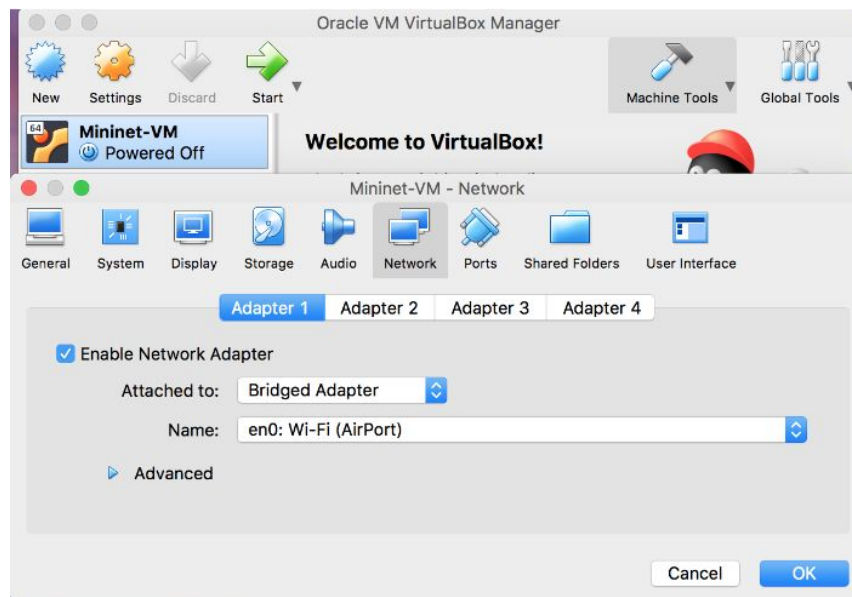 Oracle VM VirtualBox Manager
New Settings Discard Start Machine Tools Global Tools
64
Mininet-VM
Powered Off
Welcome to VirtualBox!
Mininet-VM - Network
General System Display Storage Audio Network Ports Shared Folders User Interface
Adapter 1 Adapter 2 Adapter 3 Adapter 4
Enable Network Adapter
Attached to: Bridged Adapter
Name: en0: Wi-Fi (AirPort)
Advanced
Cancel OK